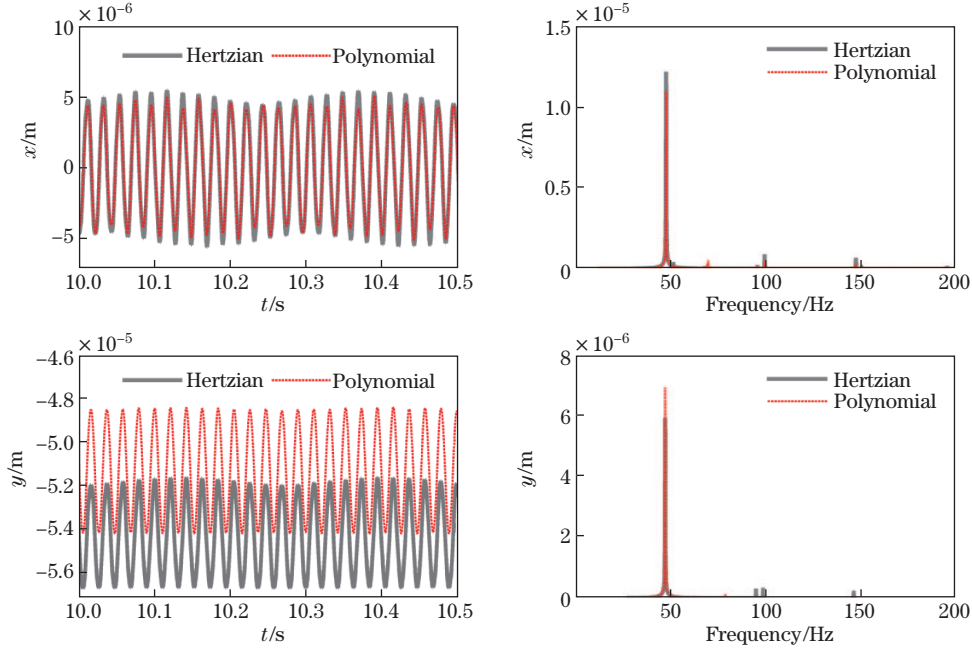 ×10⁻⁶
10
5
0
−5
x/m
Hertzian
Polynomial
10.0
10.1
10.2
10.3
10.4
10.5
t/s
×10⁻⁵
1.5
1.0
0.5
0
x/m
Hertzian
Polynomial
50
100
150
200
Frequency/Hz
×10⁻⁵
−4.6
−4.8
−5.0
−5.2
−5.4
−5.6
y/m
Hertzian
Polynomial
10.0
10.1
10.2
10.3
10.4
10.5
t/s
×10⁻⁶
8
6
4
2
0
y/m
Hertzian
Polynomial
50
100
150
200
Frequency/Hz